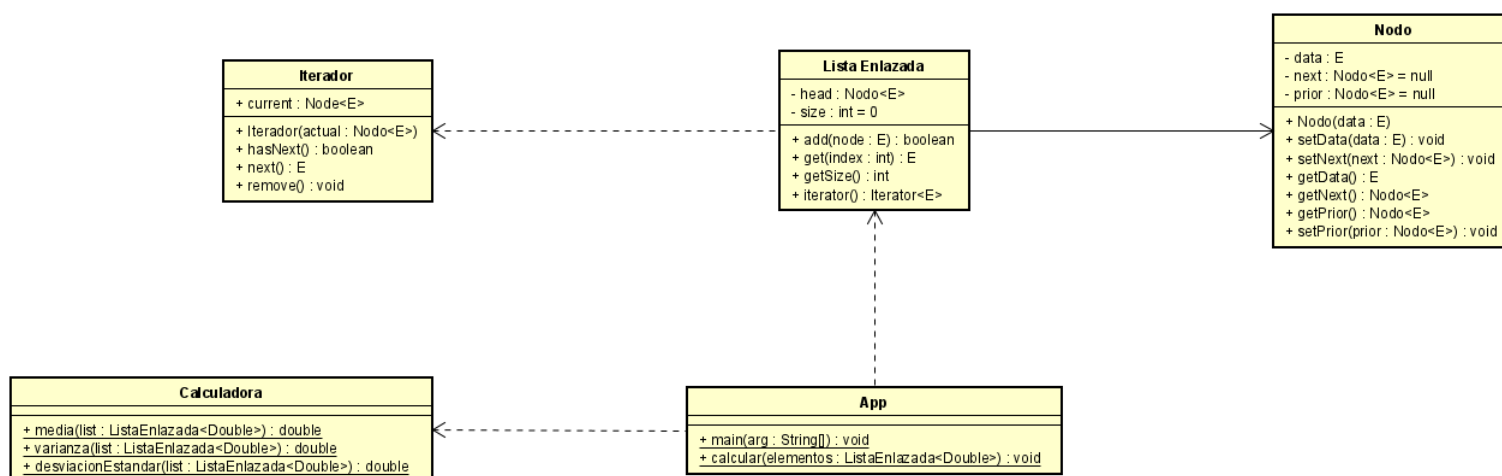 Iterador
+ current : Node<E>
+ Iterador(actual : Nodo<E>)
+ hasNext() : boolean
+ next() : E
+ remove() : void
Lista Enlazada
- head : Nodo<E>
- size : int = 0
+ add(node : E) : boolean
+ get(index : int) : E
+ getSize() : int
+ iterator() : Iterator<E>
Nodo
- data : E
- next : Nodo<E> = null
- prior : Nodo<E> = null
+ Nodo(data : E)
+ setData(data : E) : void
+ setNext(next : Nodo<E>) : void
+ getData() : E
+ getNext() : Nodo<E>
+ getPrior() : Nodo<E>
+ setPrior(prior : Nodo<E>) : void
Calculadora
+ media(list : ListaEnlazada<Double>) : double
+ varianza(list : ListaEnlazada<Double>) : double
+ desviacionEstandar(list : ListaEnlazada<Double>) : double
App
+ main(arg : String[]) : void
+ calcular(elementos : ListaEnlazada<Double>) : void